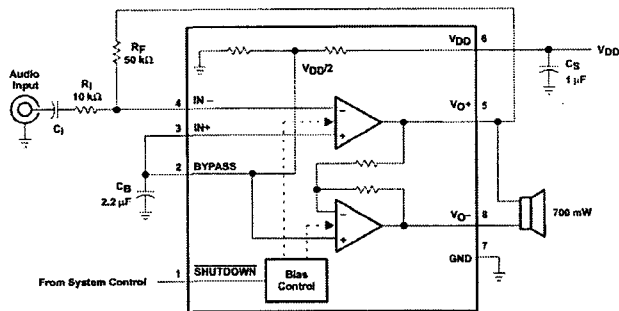 RF
50 kΩ
Audio
Input
RI
10 kΩ
CI
VDD/2
VDD
6
VDD
CS
1 µF
4
IN −
VO+
5
3
IN+
2
BYPASS
CB
2.2 µF
−
+
−
+
VO−
8
700 mW
7
GND
From System Control
1
SHUTDOWN
Bias
Control